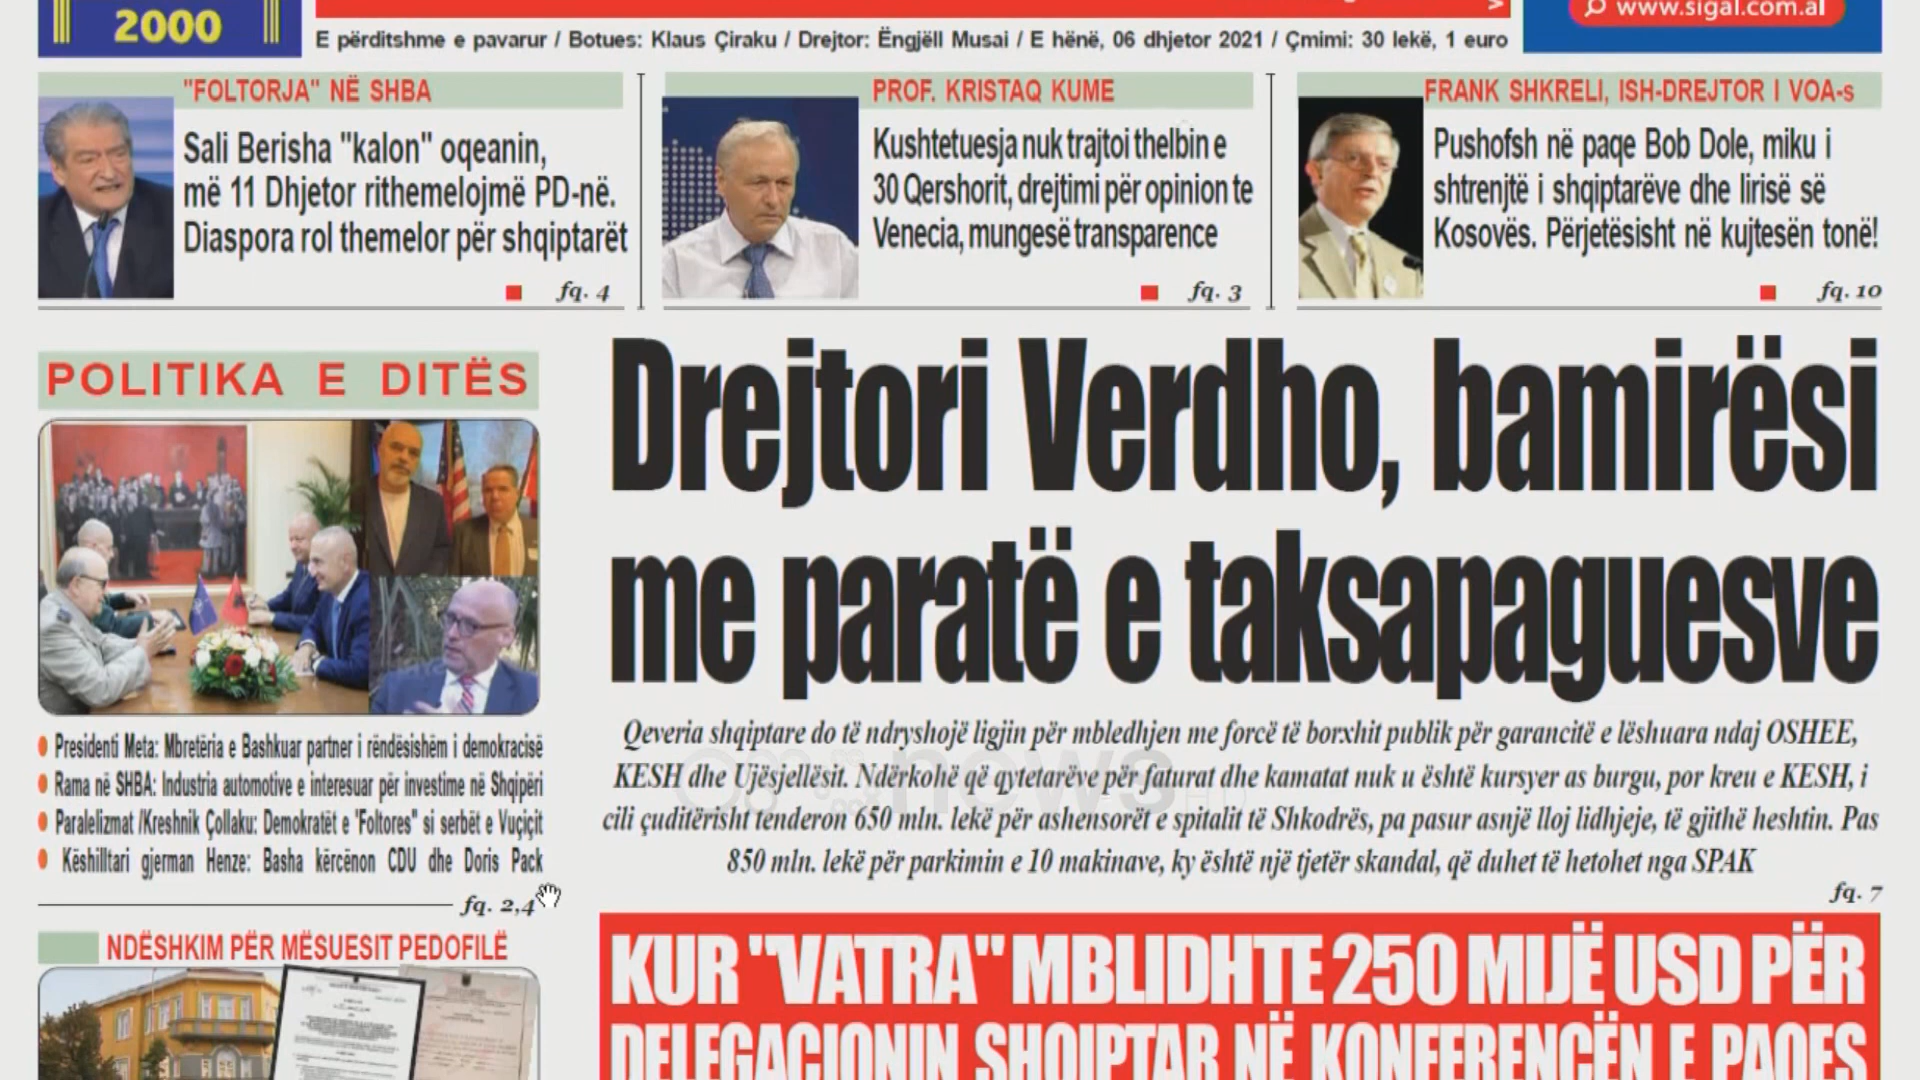 2000
www.sigal.com.al
E përditshme e pavarur / Botues: Klaus Çiraku / Drejtor: Ëngjëll Musai / E hënë, 06 dhjetor 2021 / Çmimi: 30 lekë, 1 euro
"FOLTORJA" NË SHBA
Sali Berisha "kalon" oqeanin,
më 11 Dhjetor rithemelojmë PD-në.
Diaspora rol themelor për shqiptarët
fq. 4
PROF. KRISTAQ KUME
Kushtetuesja nuk trajtoi thelbin e
30 Qershorit, drejtimi për opinion te
Venecia, mungesë transparence
fq. 3
FRANK SHKRELI, ISH-DREJTOR I VOA-s
Pushofsh në paqe Bob Dole, miku i
shtrenjtë i shqiptarëve dhe lirisë së
Kosovës. Përjetësisht në kujtesën tonë!
fq. 10
POLITIKA E DITËS
Presidenti Meta: Mbretëria e Bashkuar partner i rëndësishëm i demokracisë
Rama në SHBA: Industria automotive e interesuar për investime në Shqipëri
Paralelizmat /Kreshnik Çollaku: Demokratët e "Foltores" si serbët e Vuçiçit
Këshilltari gjerman Henze: Basha kërcënon CDU dhe Doris Pack
fq. 2,4
NDËSHKIM PËR MËSUESIT PEDOFILË
Drejtori Verdho, bamirësi
me paratë e taksapaguesve
Qeveria shqiptare do të ndryshojë ligjin për mbledhjen me forcë të borxhit publik për garancitë e lëshuara ndaj OSHEE,
KESH dhe Ujësjellësit. Ndërkohë që qytetarëve për faturat dhe kamatat nuk u është kursyer as burgu, por kreu e KESH, i
cili çuditërisht tenderon 650 mln. lekë për ashensorët e spitalit të Shkodrës, pa pasur asnjë lloj lidhjeje, të gjithë heshtin. Pas
850 mln. lekë për parkimin e 10 makinave, ky është një tjetër skandal, që duhet të hetohet nga SPAK
fq. 7
KUR "VATRA" MBLIDHTE 250 MIJË USD PËR
DELEGACIONIN SHQIPTAR NË KONFERENCËN E PAQES
news